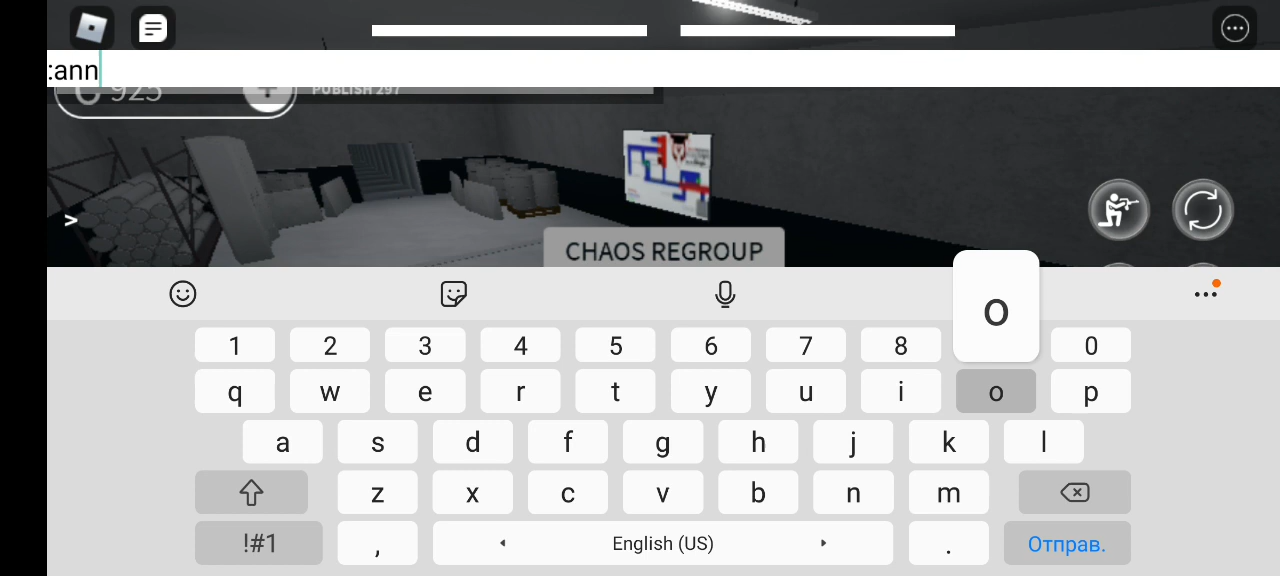 :ann
925 +
PUBLISH 297
>
CHAOS REGROUP
o
1 2 3 4 5 6 7 8 0
q w e r t y u i o p
a s d f g h j k l
z x c v b n m
!#1 , English (US) . Отправ.